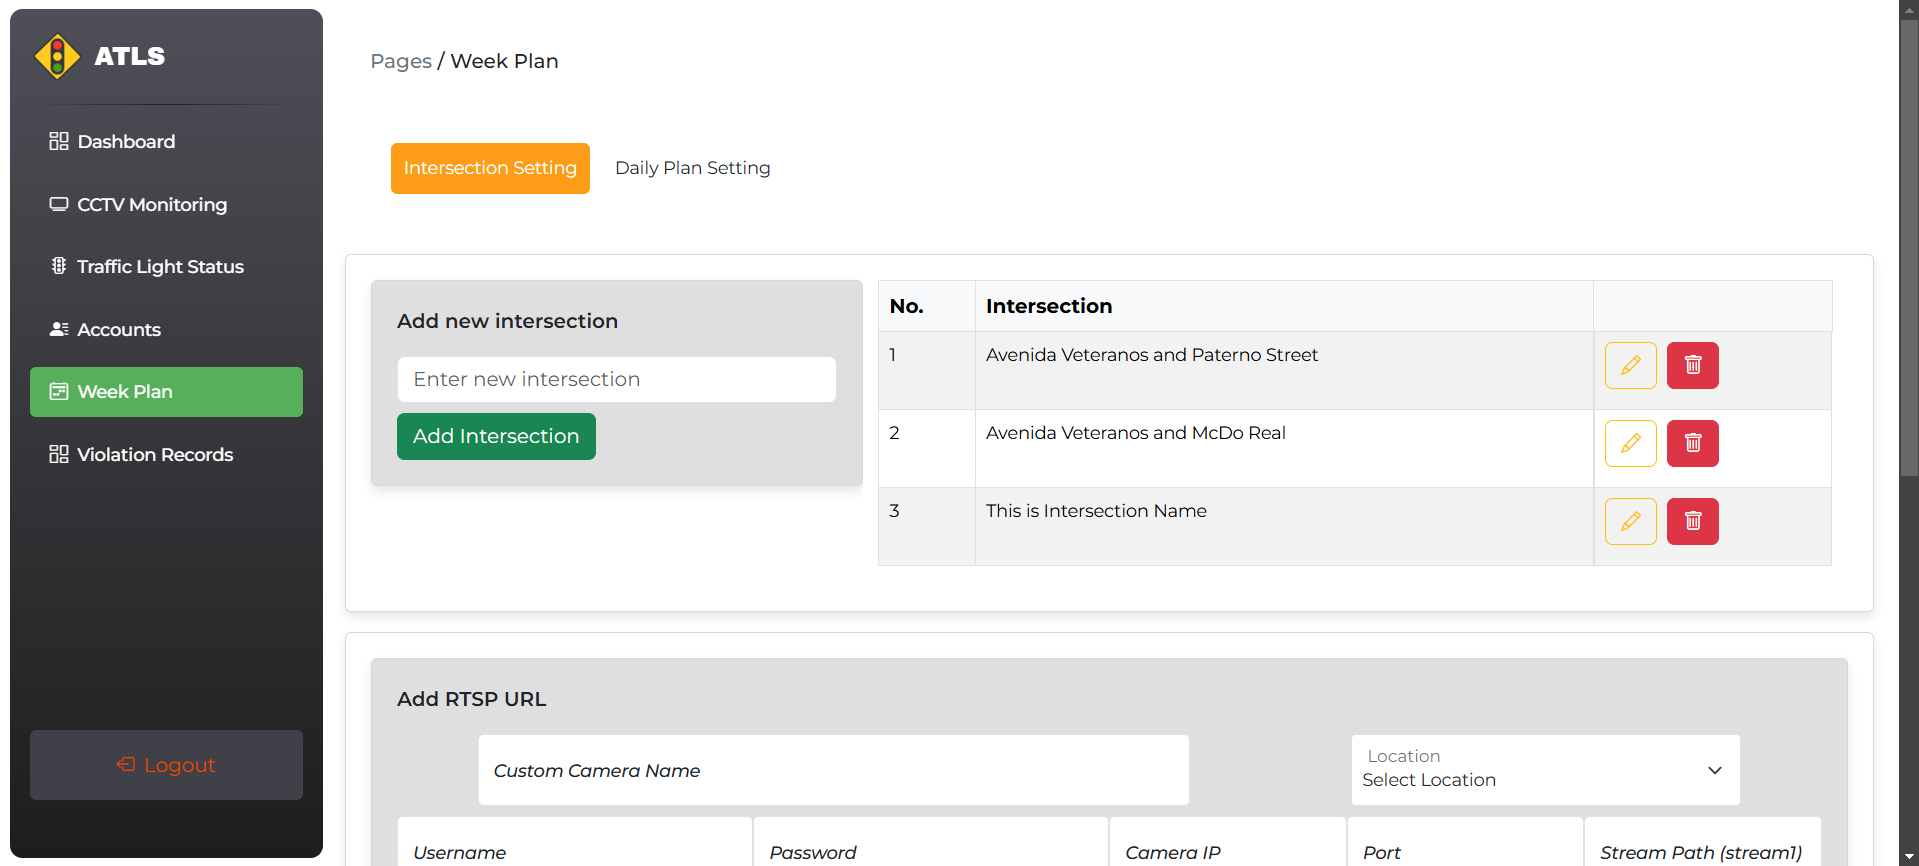 ATLS
Dashboard
CCTV Monitoring
Traffic Light Status
Accounts
Week Plan
Violation Records
Logout
Pages / Week Plan
Intersection Setting
Daily Plan Setting
Add new intersection
Enter new intersection
Add Intersection
No. Intersection
1 Avenida Veteranos and Paterno Street
2 Avenida Veteranos and McDo Real
3 This is Intersection Name
Add RTSP URL
Custom Camera Name
Location
Select Location
Username Password Camera IP Port Stream Path (stream1)